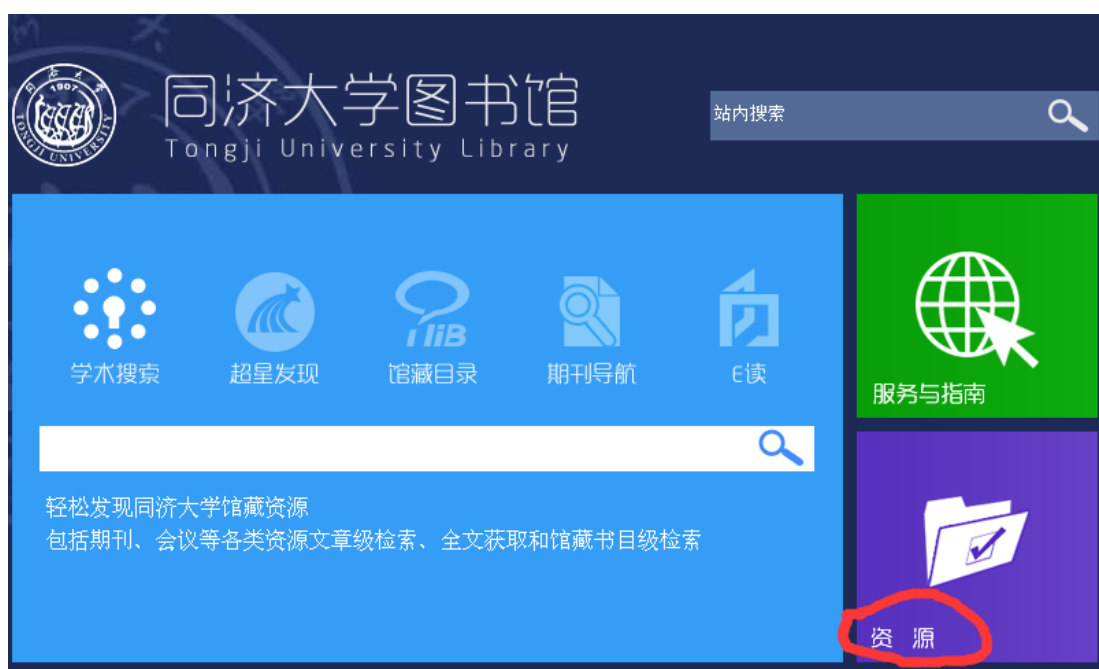 同济大学图书馆
Tongji University Library
站内搜索
1907
TONGJI UNIVERSITY
学术搜索
超星发现
馆藏目录
期刊导航
E读
服务与指南
轻松发现同济大学馆藏资源
包括期刊、会议等各类资源文章级检索、全文获取和馆藏书目级检索
资 源